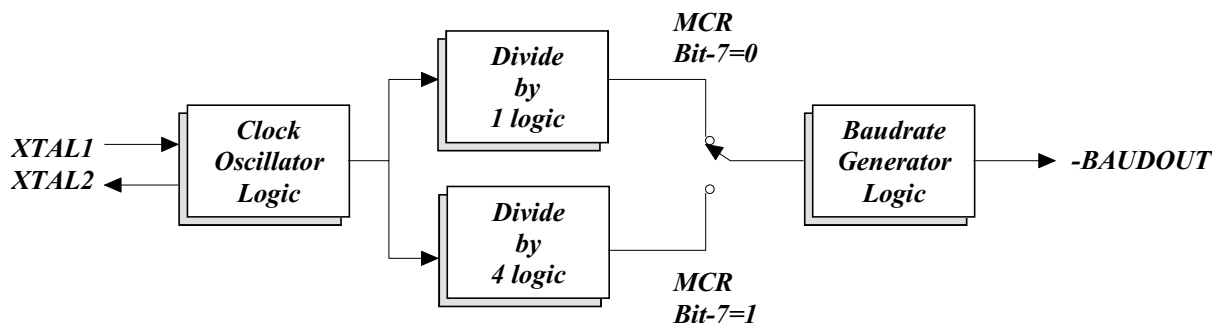 XTAL1
XTAL2
Clock
Oscillator
Logic
Divide
by
1 logic
Divide
by
4 logic
MCR
Bit-7=0
MCR
Bit-7=1
Baudrate
Generator
Logic
-BAUDOUT